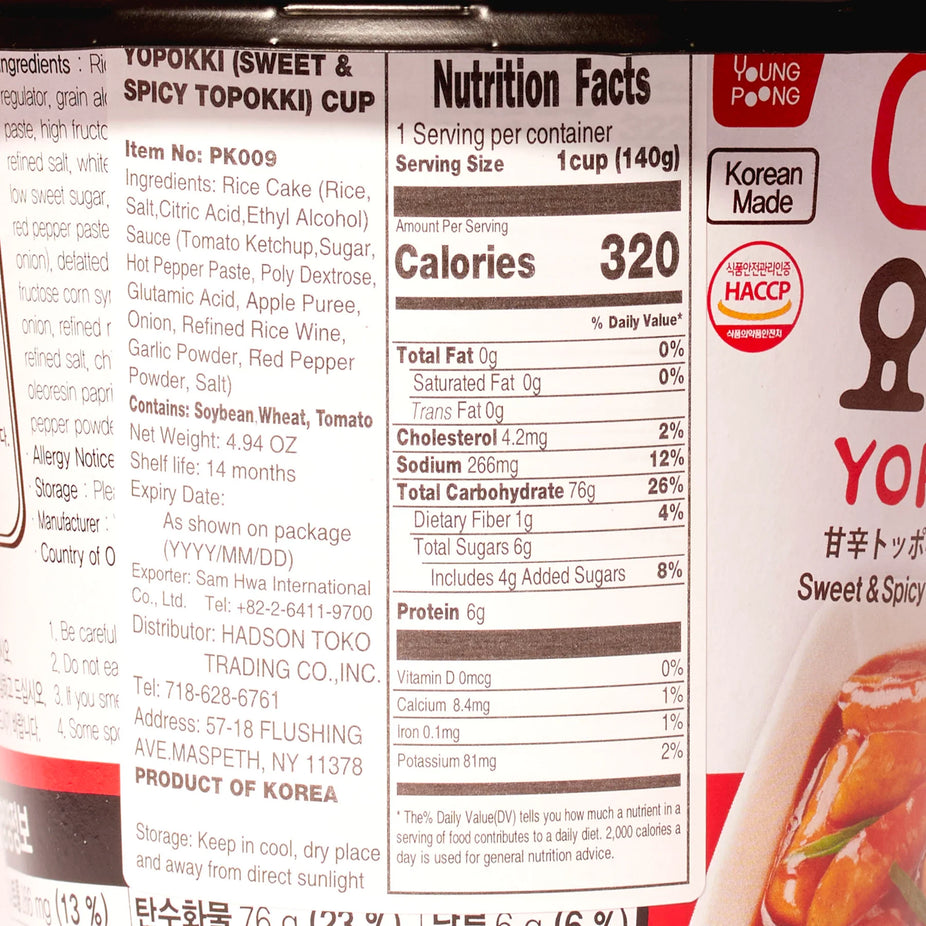 ngredients : Ri
regulator, grain al
paste, high fructo
refined salt, white
low sweet sugar,
red pepper paste
onion), defatted
fructose corn syr
onion, refined r
refined salt, ch
oleoresin papri
pepper powde
· Allergy Notice
· Storage : Ple
· Manufacturer :
· Country of O
1. Be careful
2. Do not ea
3. If you sme
4. Some sp
mg (13 %)
YOPOKKI (SWEET &
SPICY TOPOKKI) CUP
Item No: PK009
Ingredients: Rice Cake (Rice,
Salt,Citric Acid,Ethyl Alcohol)
Sauce (Tomato Ketchup,Sugar,
Hot Pepper Paste, Poly Dextrose,
Glutamic Acid, Apple Puree,
Onion, Refined Rice Wine,
Garlic Powder, Red Pepper
Powder, Salt)
Contains: Soybean,Wheat, Tomato
Net Weight: 4.94 OZ
Shelf life: 14 months
Expiry Date:
As shown on package
(YYYY/MM/DD)
Exporter: Sam Hwa International
Co., Ltd. Tel: +82-2-6411-9700
Distributor: HADSON TOKO
TRADING CO.,INC.
Tel: 718-628-6761
Address: 57-18 FLUSHING
AVE.MASPETH, NY 11378
PRODUCT OF KOREA
Storage: Keep in cool, dry place
and away from direct sunlight
Nutrition Facts
1 Serving per container
Serving Size 1cup (140g)
Amount Per Serving
Calories 320
% Daily Value*
Total Fat 0g 0%
Saturated Fat 0g 0%
Trans Fat 0g
Cholesterol 4.2mg 2%
Sodium 266mg 12%
Total Carbohydrate 76g 26%
Dietary Fiber 1g 4%
Total Sugars 6g
Includes 4g Added Sugars 8%
Protein 6g
Vitamin D 0mcg 0%
Calcium 8.4mg 1%
Iron 0.1mg 1%
Potassium 81mg 2%
* The% Daily Value(DV) tells you how much a nutrient in a
serving of food contributes to a daily diet. 2,000 calories a
day is used for general nutrition advice.
탄수화물 76 g (23 %)
6 g (6 %)
YOUNG
POONG
Korean
Made
식품안전관리인증
HACCP
식품의약품안전처
요
YOP
甘辛トッポ
Sweet & Spicy